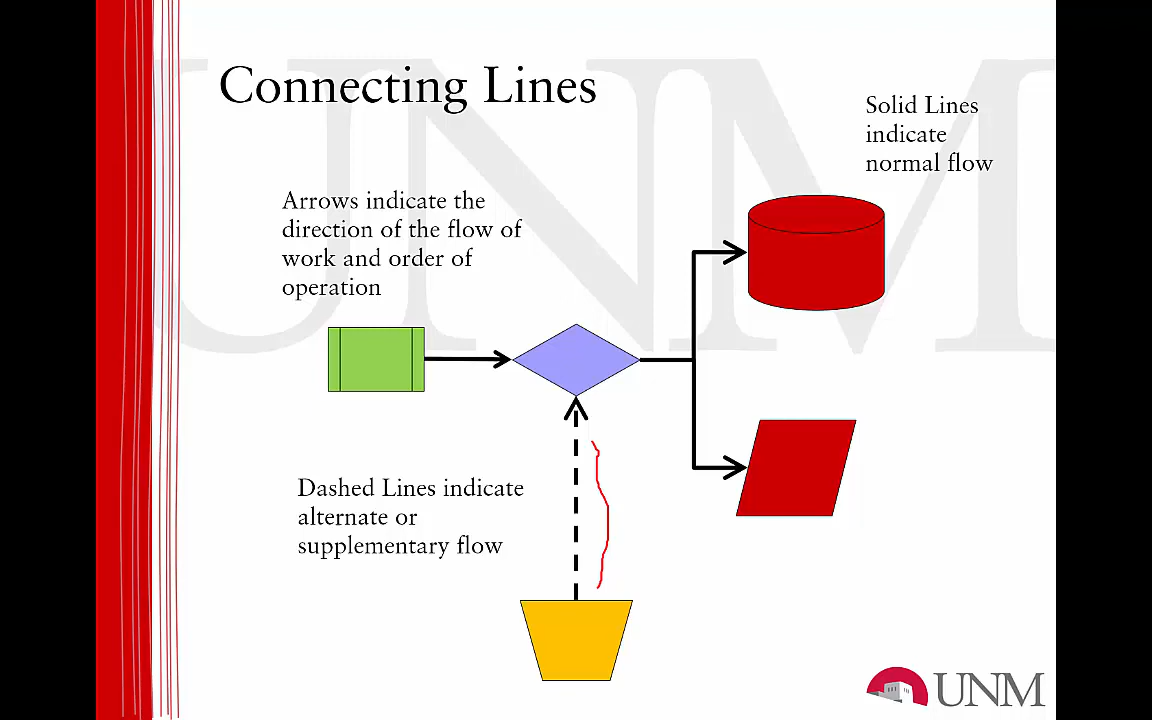 Connecting Lines
Solid Lines
indicate
normal flow
Arrows indicate the
direction of the flow of
work and order of
operation
Dashed Lines indicate
alternate or
supplementary flow
UNM
UNM